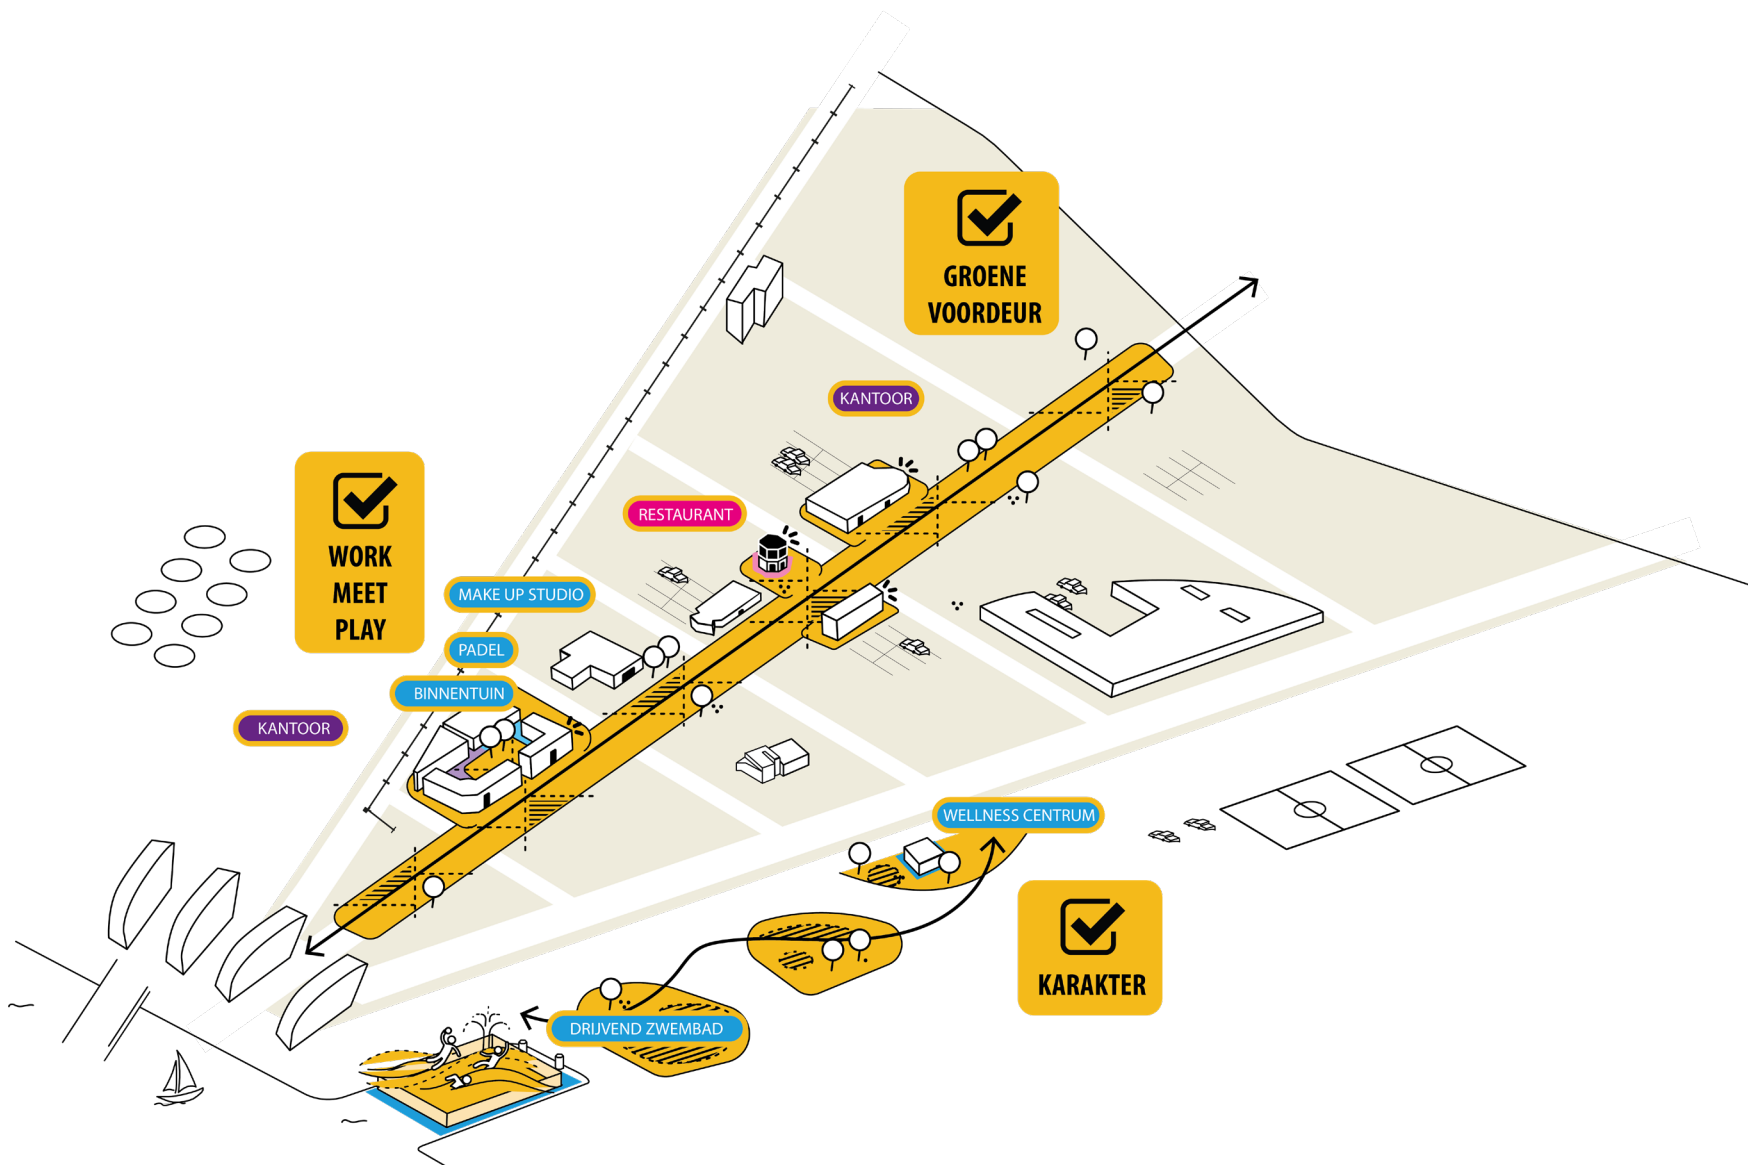 GROENE
VOORDEUR
KANTOOR
RESTAURANT
WORK
MEET
PLAY
MAKE UP STUDIO
PADEL
BINNENTUIN
KANTOOR
WELLNESS CENTRUM
KARAKTER
DRIJVEND ZWEMBAD